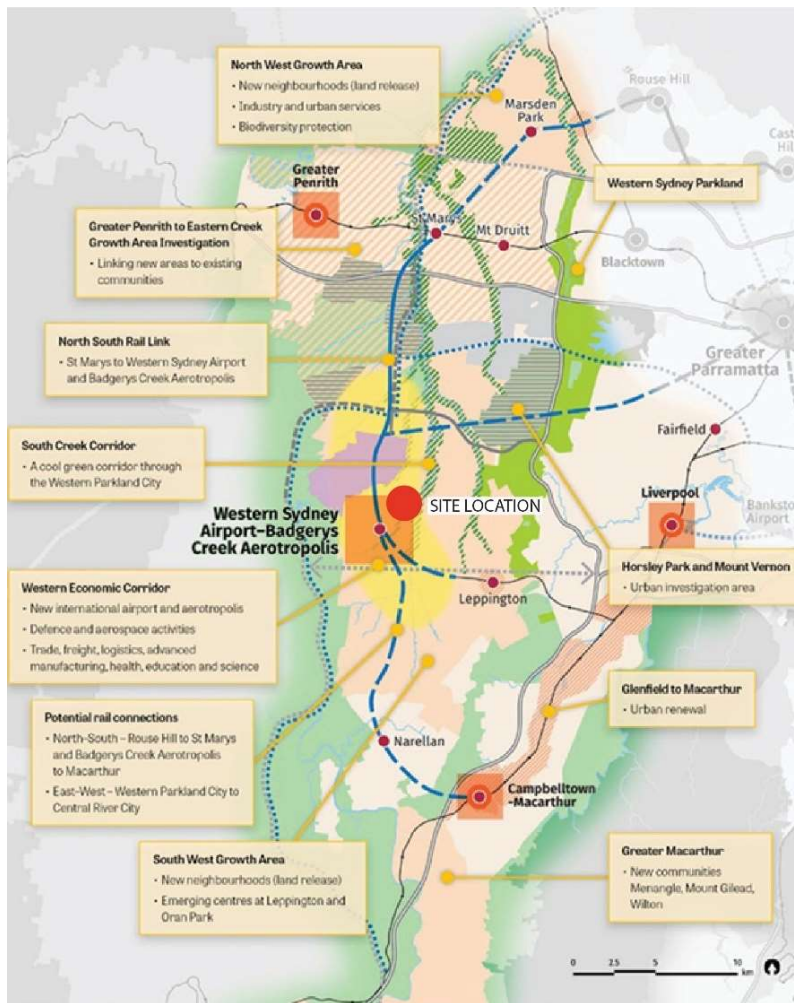 North West Growth Area
• New neighbourhoods (land release)
• Industry and urban services
• Biodiversity protection
Rouse Hill
Marsden
Park
Castle
Hill
Greater
Penrith
Western Sydney Parkland
St Marys
Mt Druitt
Blacktown
Greater Penrith to Eastern Creek
Growth Area Investigation
• Linking new areas to existing
communities
North South Rail Link
• St Marys to Western Sydney Airport
and Badgerys Creek Aerotropolis
Greater
Parramatta
Fairfield
South Creek Corridor
• A cool green corridor through
the Western Parkland City
Liverpool
Bankst
Airport
SITE LOCATION
Western Sydney
Airport–Badgerys
Creek Aerotropolis
Horsley Park and Mount Vernon
• Urban investigation area
Leppington
Western Economic Corridor
• New international airport and aerotropolis
• Defence and aerospace activities
• Trade, freight, logistics, advanced
manufacturing, health, education and science
Glenfield to Macarthur
• Urban renewal
Potential rail connections
• North-South – Rouse Hill to St Marys
and Badgerys Creek Aerotropolis
to Macarthur
• East-West – Western Parkland City to
Central River City
Narellan
Campbelltown
-Macarthur
South West Growth Area
• New neighbourhoods (land release)
• Emerging centres at Leppington and
Oran Park
Greater Macarthur
• New communities
Menangle, Mount Gilead,
Wilton
0 2.5 5 10
km